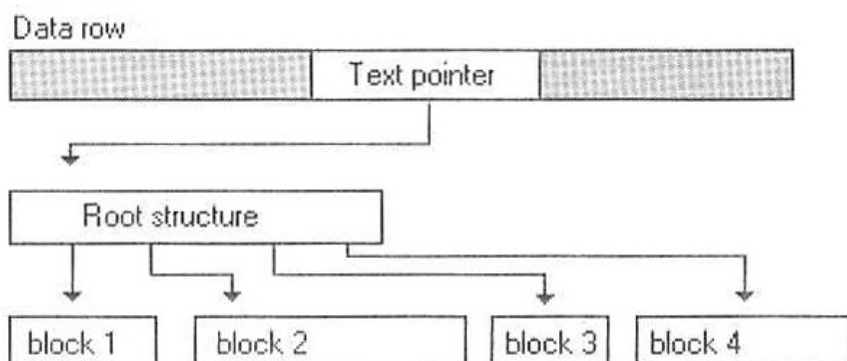 Data row
Text pointer
Root structure
block 1 block 2 block 3 block 4